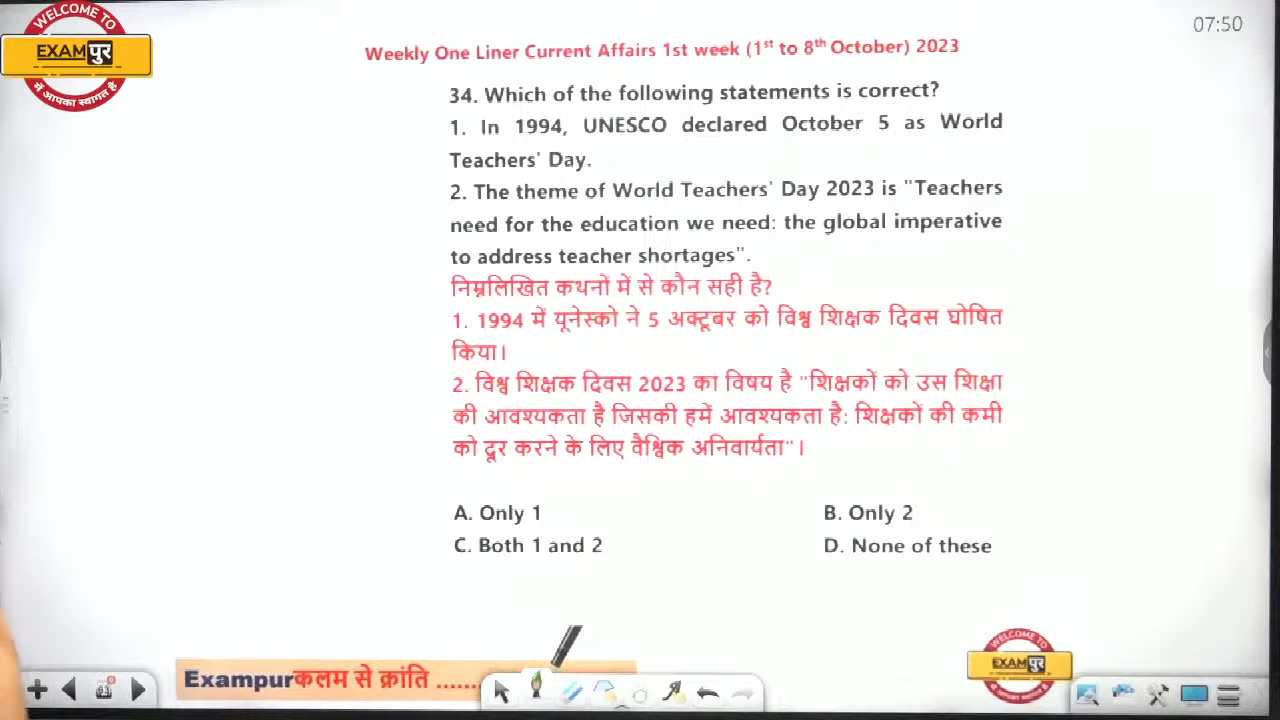 WELCOME TO
EXAMपुर
में आपका स्वागत है
07:50
Weekly One Liner Current Affairs 1st week (1st to 8th October) 2023
34. Which of the following statements is correct?
1. In 1994, UNESCO declared October 5 as World
Teachers' Day.
2. The theme of World Teachers' Day 2023 is "Teachers
need for the education we need: the global imperative
to address teacher shortages".
निम्नलिखित कथनों में से कौन सही है?
1. 1994 में यूनेस्को ने 5 अक्टूबर को विश्व शिक्षक दिवस घोषित
किया।
2. विश्व शिक्षक दिवस 2023 का विषय है "शिक्षकों को उस शिक्षा
की आवश्यकता है जिसकी हमें आवश्यकता है: शिक्षकों की कमी
को दूर करने के लिए वैश्विक अनिवार्यता"।
A. Only 1
B. Only 2
C. Both 1 and 2
D. None of these
Exampurकलम से क्रांति ......
WELCOME TO
EXAMपुर
में आपका स्वागत है